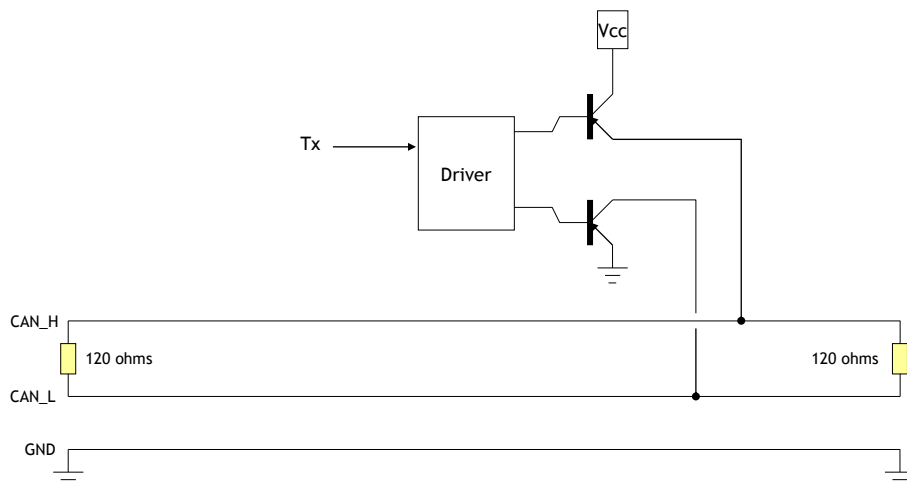 Vcc
Tx
Driver
CAN_H
120 ohms
120 ohms
CAN_L
GND